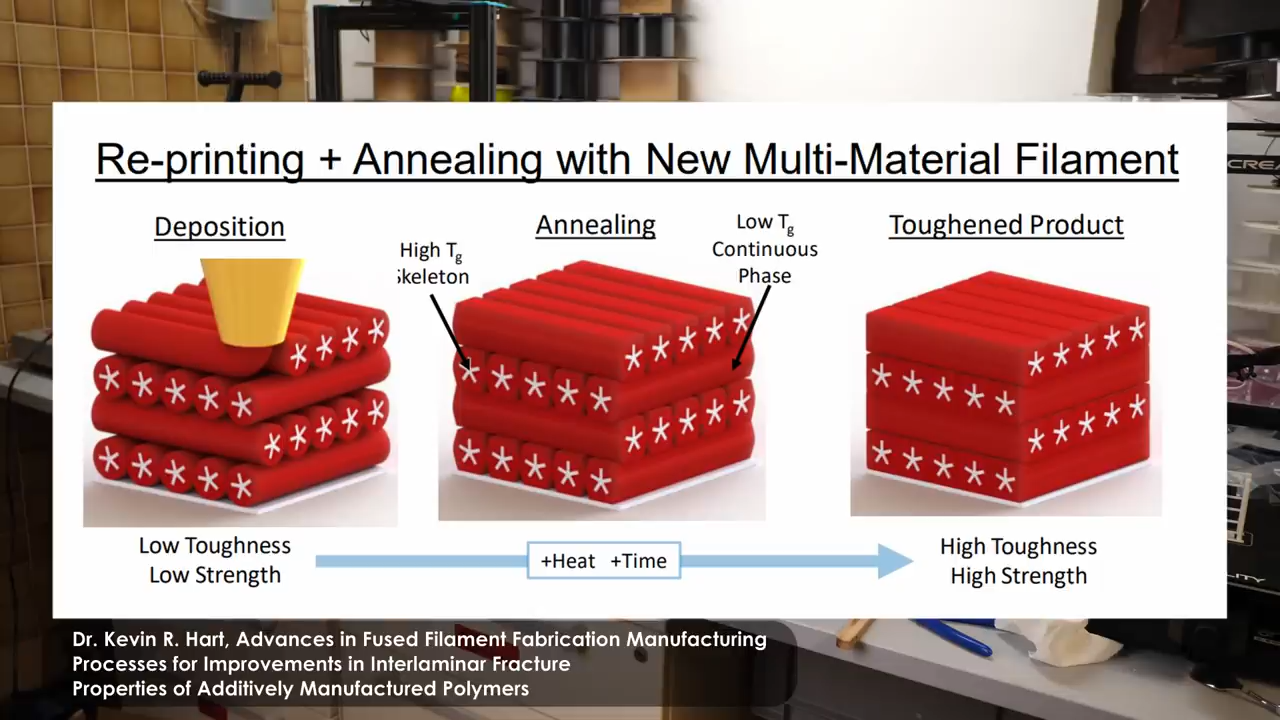 Re-printing + Annealing with New Multi-Material Filament
Deposition
Annealing
Toughened Product
High Tg
Skeleton
Low Tg
Continuous
Phase
Low Toughness
Low Strength
+Heat +Time
High Toughness
High Strength
Dr. Kevin R. Hart, Advances in Fused Filament Fabrication Manufacturing
Processes for Improvements in Interlaminar Fracture
Properties of Additively Manufactured Polymers
CRE
LITY